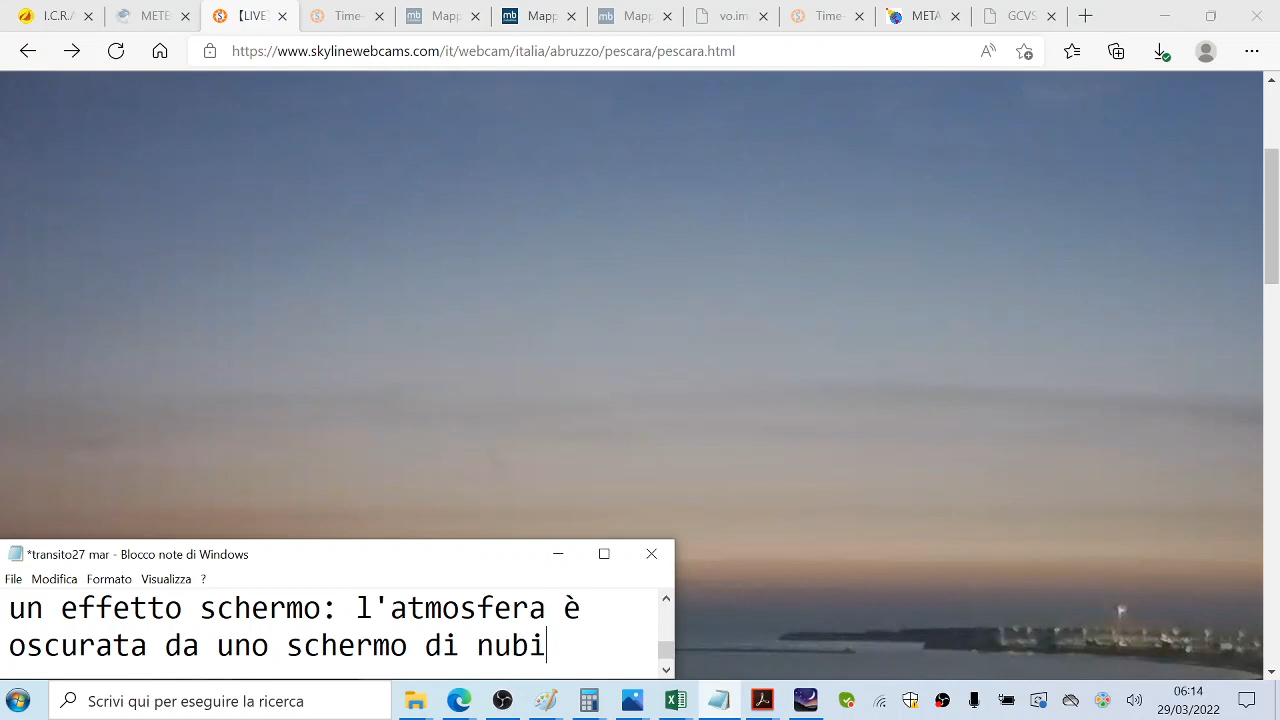 I.C.R.
METE
【LIVE
Time-
Mapp
Mapp
Mapp
vo.im
Time-
META
GCVS
https://www.skylinewebcams.com/it/webcam/italia/abruzzo/pescara/pescara.html
*transito27 mar - Blocco note di Windows
File Modifica Formato Visualizza ?
un effetto schermo: l'atmosfera è
oscurata da uno schermo di nubi
Scrivi qui per eseguire la ricerca
06:14
29/03/2022